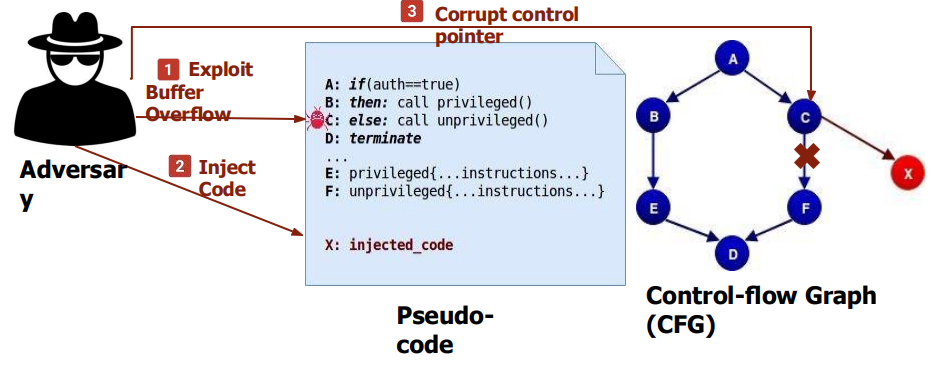 3 Corrupt control
pointer
1 Exploit
Buffer
Overflow
2 Inject
Code
Adversar
y
A: if(auth==true)
B: then: call privileged()
C: else: call unprivileged()
D: terminate
...
E: privileged{...instructions...}
F: unprivileged{...instructions...}
X: injected_code
Pseudo-
code
A
B
C
X
E
F
D
Control-flow Graph
(CFG)